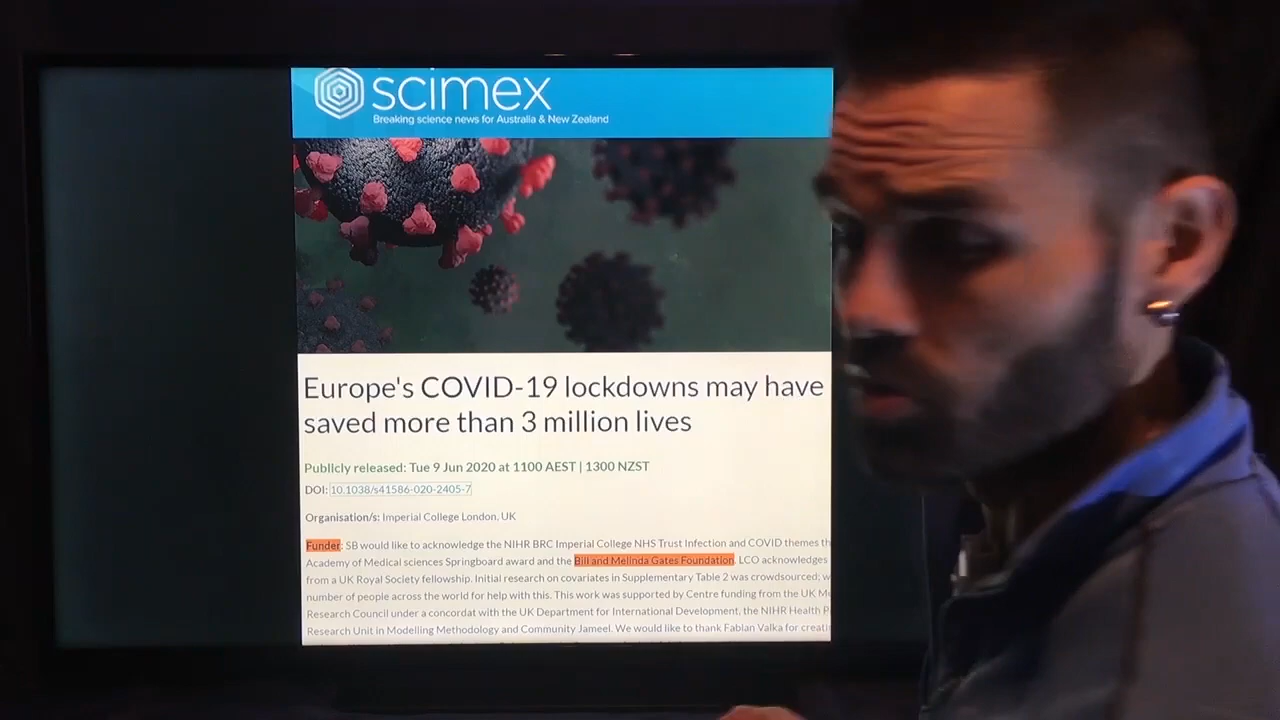 scimex
Breaking science news for Australia & New Zealand
Europe's COVID-19 lockdowns may have
saved more than 3 million lives
Publicly released: Tue 9 Jun 2020 at 1100 AEST | 1300 NZST
DOI: 10.1038/s41586-020-2405-7
Organisation/s: Imperial College London, UK
Funder: SB would like to acknowledge the NIHR BRC Imperial College NHS Trust Infection and COVID themes th
Academy of Medical sciences Springboard award and the Bill and Melinda Gates Foundation. LCO acknowledges
from a UK Royal Society fellowship. Initial research on covariates in Supplementary Table 2 was crowdsourced; w
number of people across the world for help with this. This work was supported by Centre funding from the UK Me
Research Council under a concordat with the UK Department for International Development, the NIHR Health P
Research Unit in Modelling Methodology and Community Jameel. We would like to thank Fabian Valka for creati